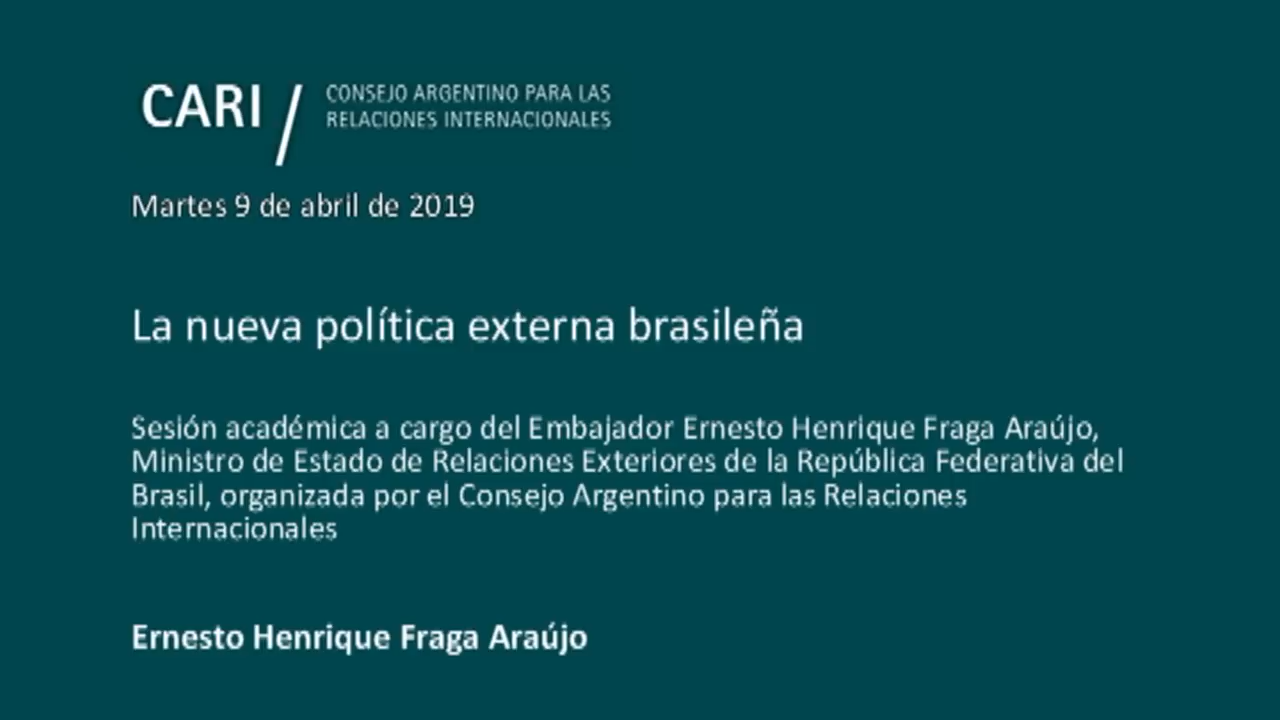 CARI / CONSEJO ARGENTINO PARA LAS
RELACIONES INTERNACIONALES
Martes 9 de abril de 2019
La nueva política externa brasileña
Sesión académica a cargo del Embajador Ernesto Henrique Fraga Araújo,
Ministro de Estado de Relaciones Exteriores de la República Federativa del
Brasil, organizada por el Consejo Argentino para las Relaciones
Internacionales
Ernesto Henrique Fraga Araújo